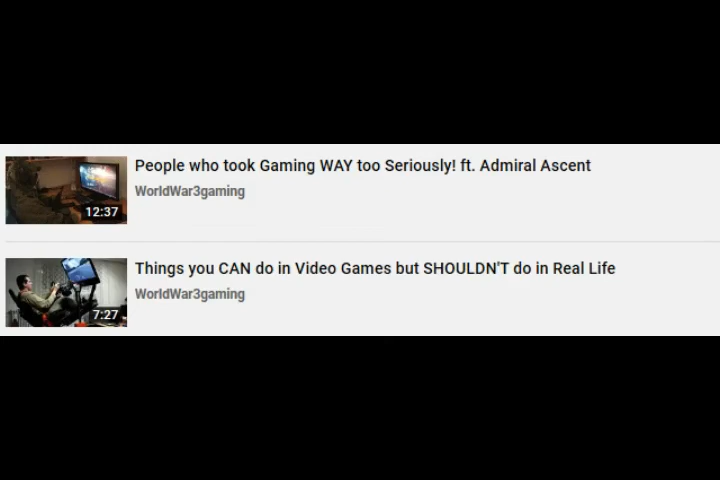 People who took Gaming WAY too Seriously! ft. Admiral Ascent
WorldWar3gaming
12:37
Things you CAN do in Video Games but SHOULDN'T do in Real Life
WorldWar3gaming
7:27